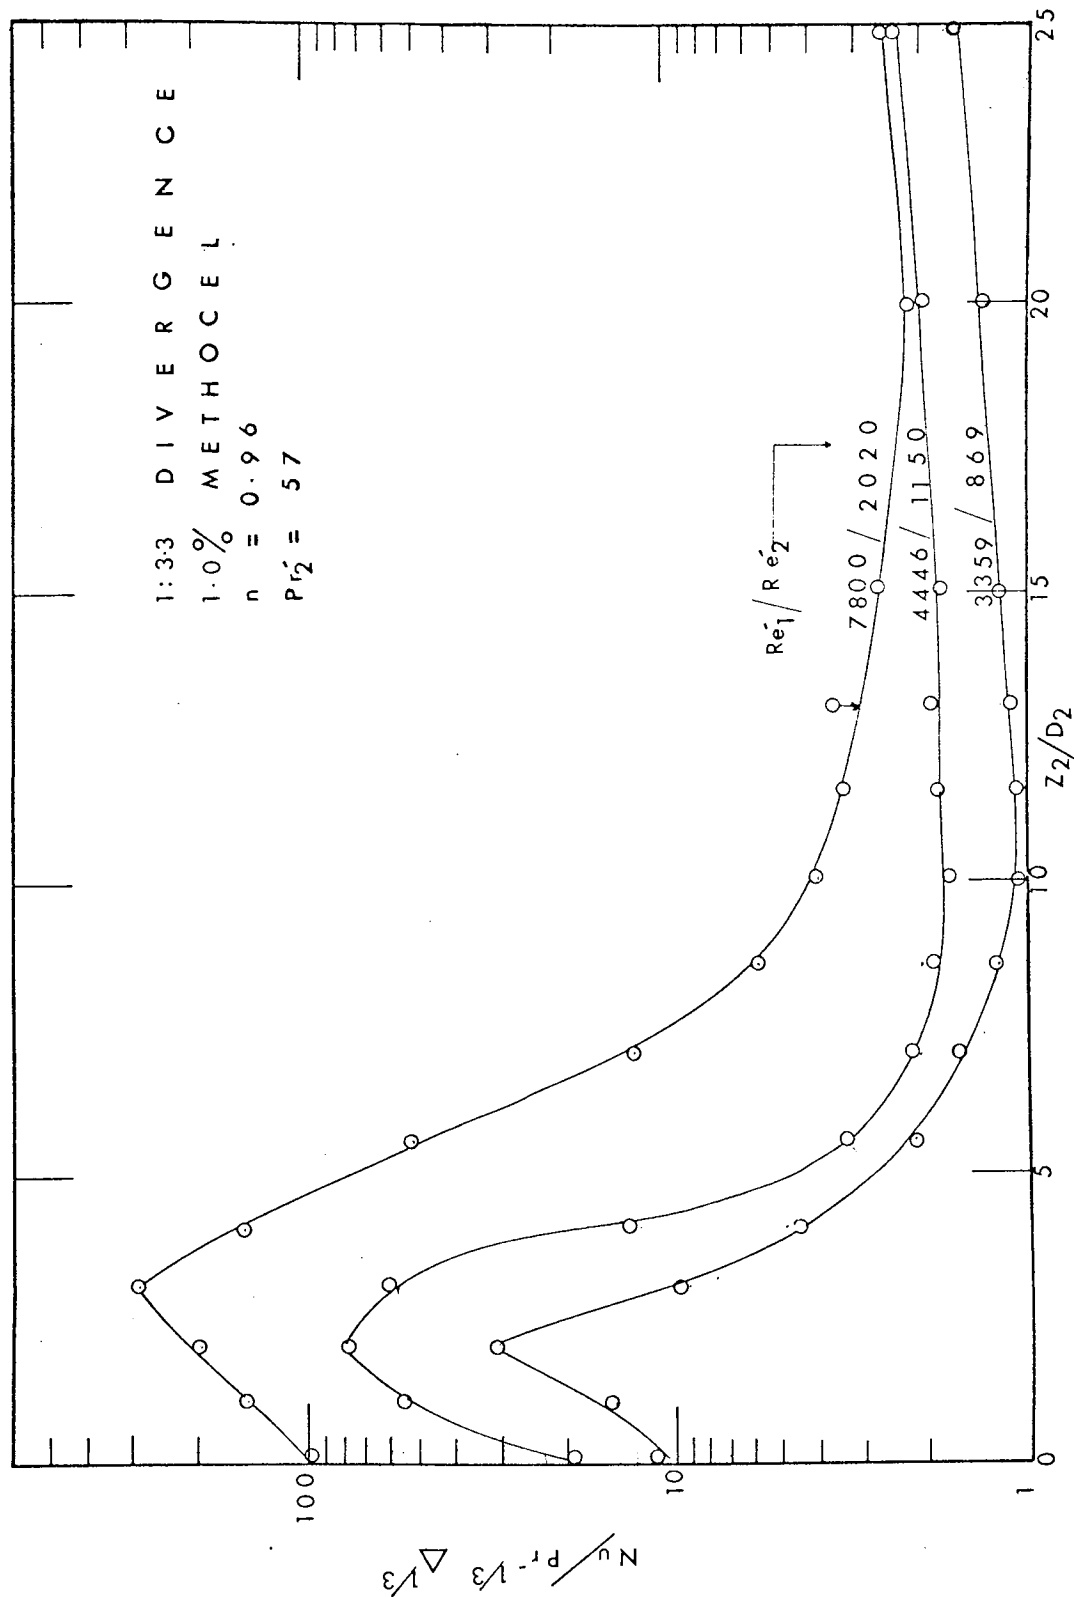 1:3·3 DIVERGENCE
1·0% METHOCEL
n = 0·96
Pr₂′ = 57
Re₁′/Re₂′
7800/2020
4446/1150
3359/869
Nu/Pr′^1/3 Δ^1/3
100
10
1
0
5
10
15
20
25
Z₂/D₂